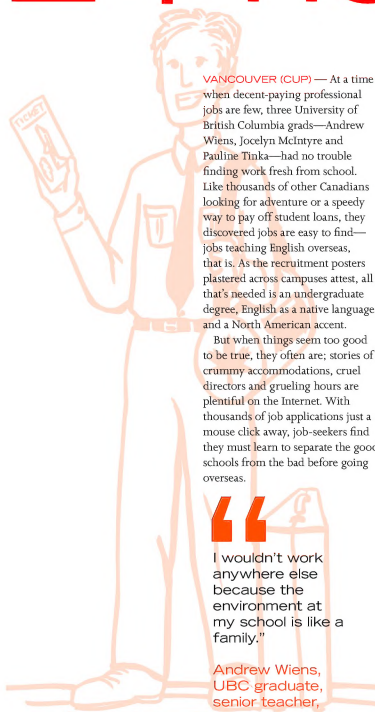 TICKET
VANCOUVER (CUP) — At a time
when decent-paying professional
jobs are few, three University of
British Columbia grads—Andrew
Wiens, Jocelyn McIntyre and
Pauline Tinka—had no trouble
finding work fresh from school.
Like thousands of other Canadians
looking for adventure or a speedy
way to pay off student loans, they
discovered jobs are easy to find—
jobs teaching English overseas,
that is. As the recruitment posters
plastered across campuses attest, all
that's needed is an undergraduate
degree, English as a native language
and a North American accent.
But when things seem too good
to be true, they often are; stories of
crummy accommodations, cruel
directors and grueling hours are
plentiful on the Internet. With
thousands of job applications just a
mouse click away, job-seekers find
they must learn to separate the good
schools from the bad before going
overseas.
“
I wouldn't work
anywhere else
because the
environment at
my school is like a
family.”
Andrew Wiens,
UBC graduate,
senior teacher,